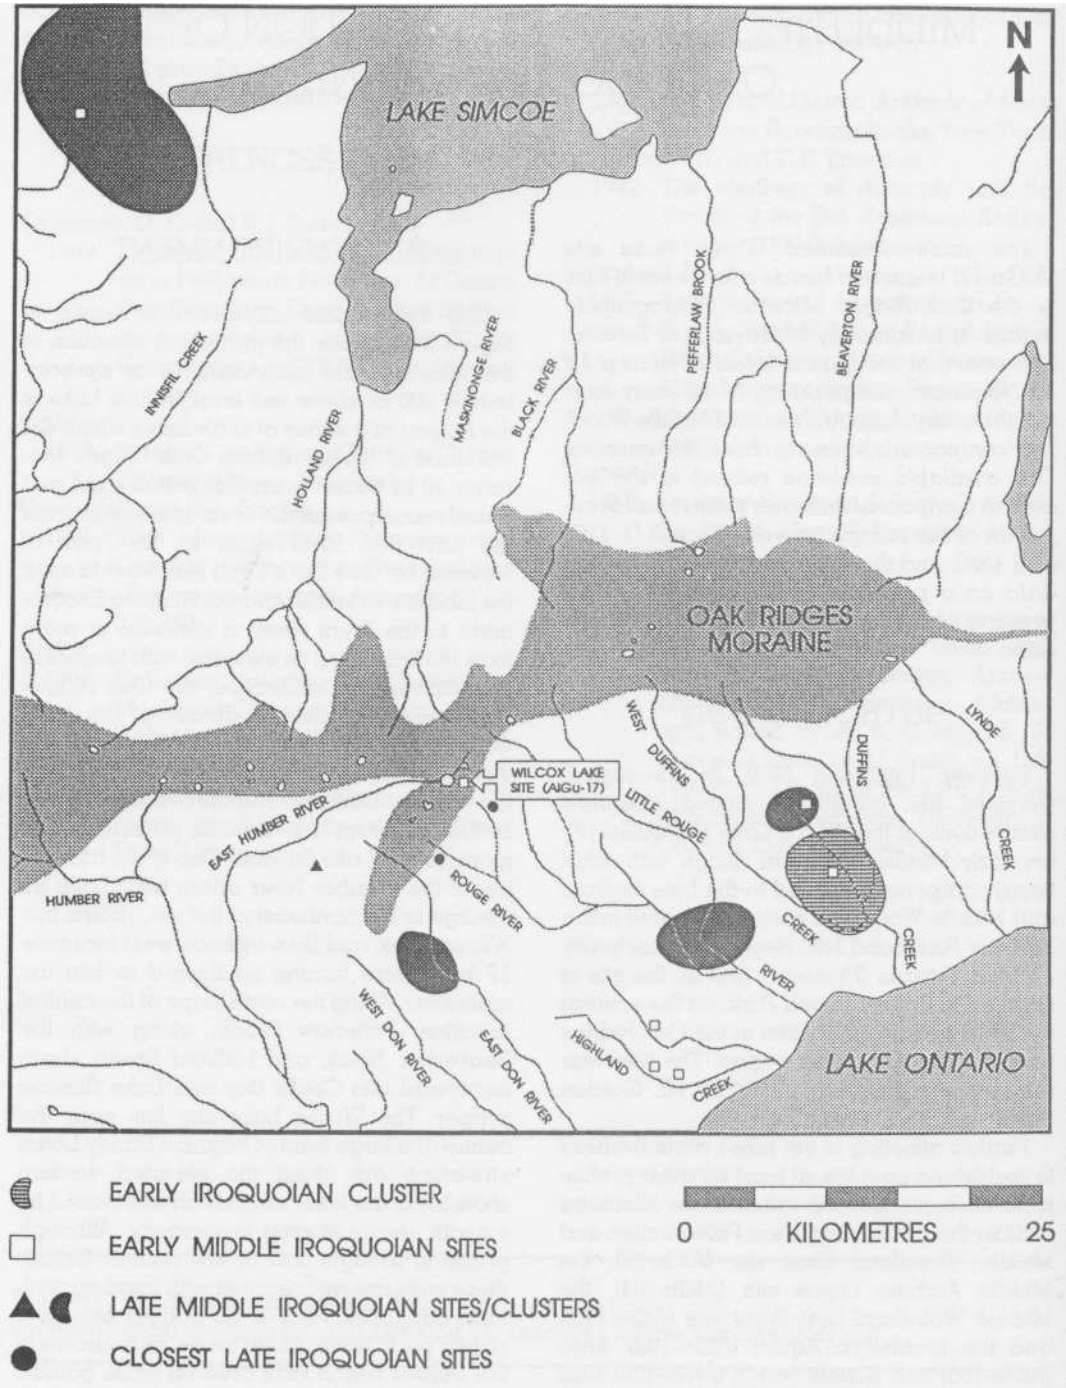 N
LAKE SIMCOE
PEFFERLAW BROOK
BEAVERTON RIVER
INNISFIL CREEK
MASKINONGE RIVER
BLACK RIVER
HOLLAND RIVER
OAK RIDGES
MORAINE
WEST
DUFFINS
CREEK
DUFFINS
CREEK
LYNDE
CREEK
WILCOX LAKE
SITE (AlGu-17)
LITTLE ROUGE
RIVER
EAST HUMBER RIVER
HUMBER RIVER
ROUGE RIVER
WEST DON RIVER
EAST DON RIVER
HIGHLAND
CREEK
LAKE ONTARIO
EARLY IROQUOIAN CLUSTER
EARLY MIDDLE IROQUOIAN SITES
LATE MIDDLE IROQUOIAN SITES/CLUSTERS
CLOSEST LATE IROQUOIAN SITES
0 KILOMETRES 25